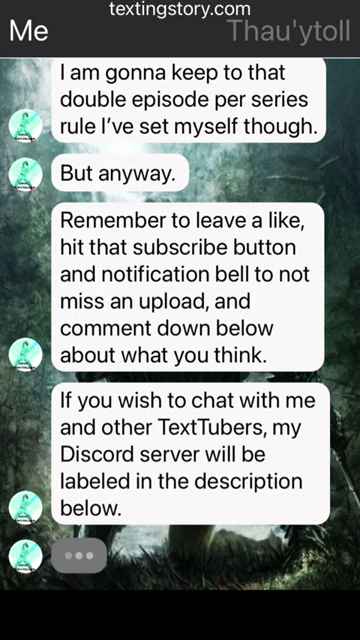 textingstory.com
Me Thau'ytoll
I am gonna keep to that
double episode per series
rule I've set myself though.
But anyway.
Remember to leave a like,
hit that subscribe button
and notification bell to not
miss an upload, and
comment down below
about what you think.
If you wish to chat with me
and other TextTubers, my
Discord server will be
labeled in the description
below.